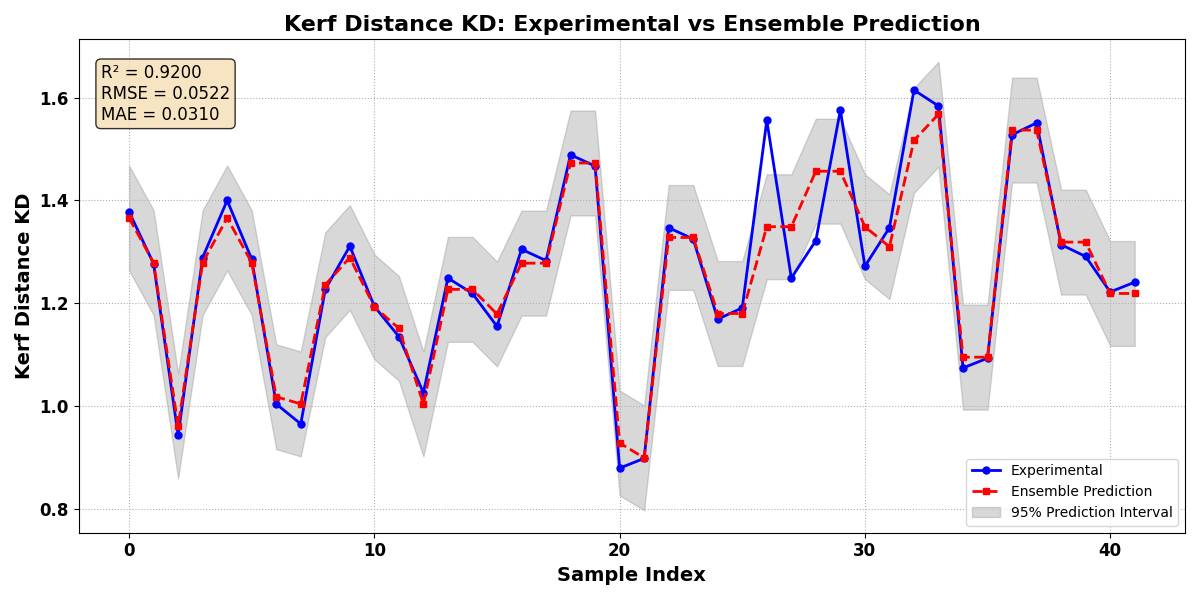 Kerf Distance KD: Experimental vs Ensemble Prediction
R² = 0.9200
RMSE = 0.0522
MAE = 0.0310
1.6
1.4
1.2
1.0
0.8
Kerf Distance KD
Experimental
Ensemble Prediction
95% Prediction Interval
0 10 20 30 40
Sample Index